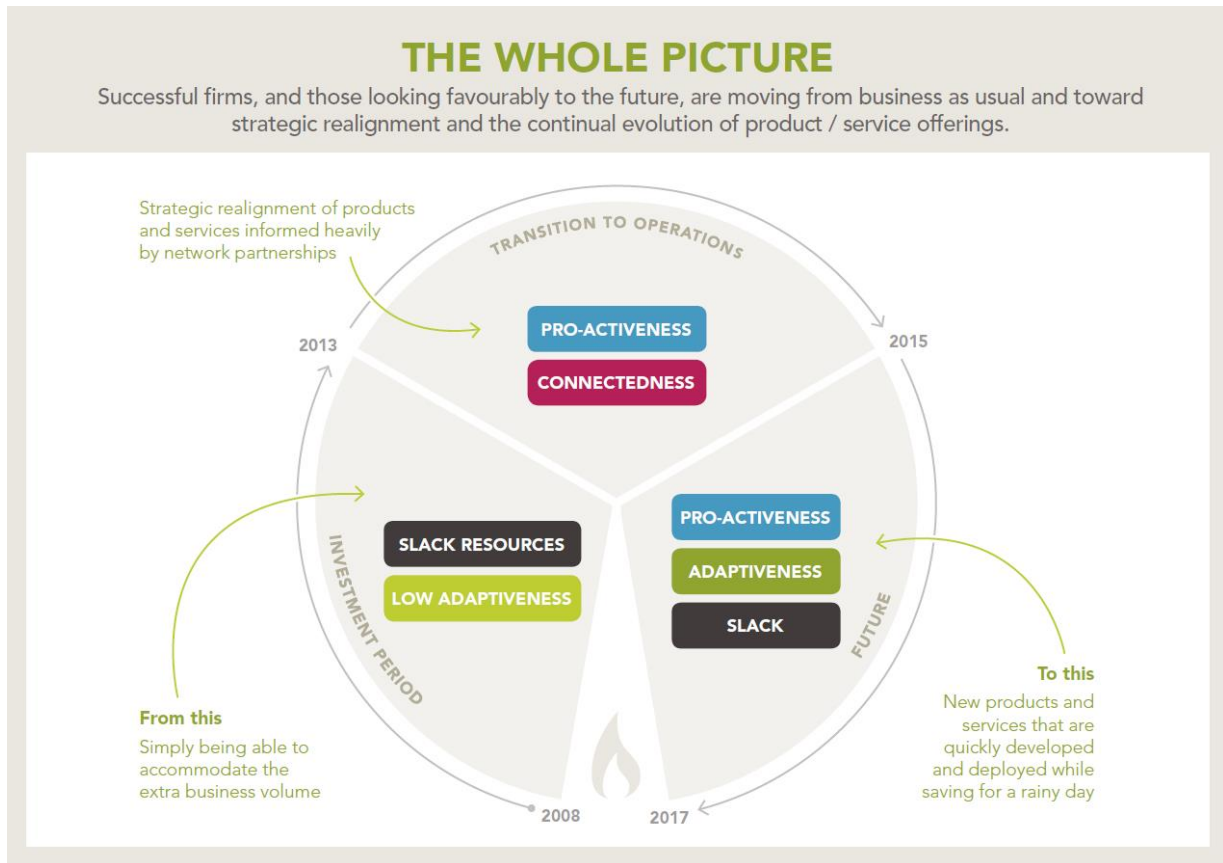 THE WHOLE PICTURE
Successful firms, and those looking favourably to the future, are moving from business as usual and toward
strategic realignment and the continual evolution of product / service offerings.
Strategic realignment of products
and services informed heavily
by network partnerships
TRANSITION TO OPERATIONS
PRO-ACTIVENESS
CONNECTEDNESS
2013
2015
INVESTMENT PERIOD
SLACK RESOURCES
LOW ADAPTIVENESS
PRO-ACTIVENESS
ADAPTIVENESS
SLACK
FUTURE
From this
Simply being able to
accommodate the
extra business volume
To this
New products and
services that are
quickly developed
and deployed while
saving for a rainy day
2008
2017